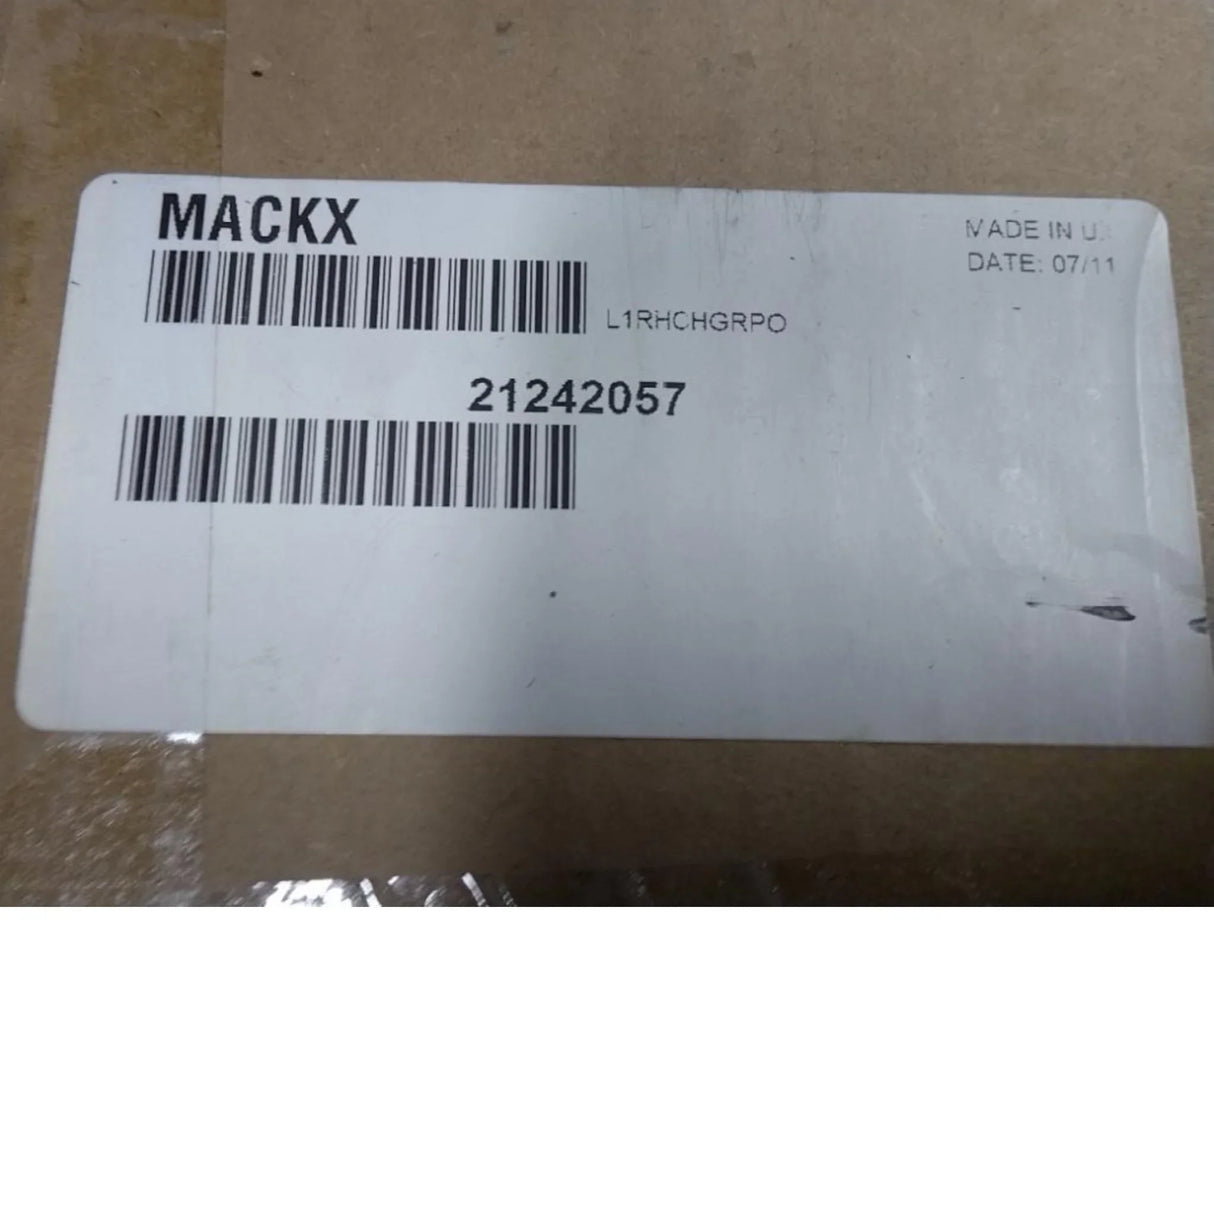 MACKX
MADE IN U.
DATE: 07/11
L1RHCHGRPO
21242057